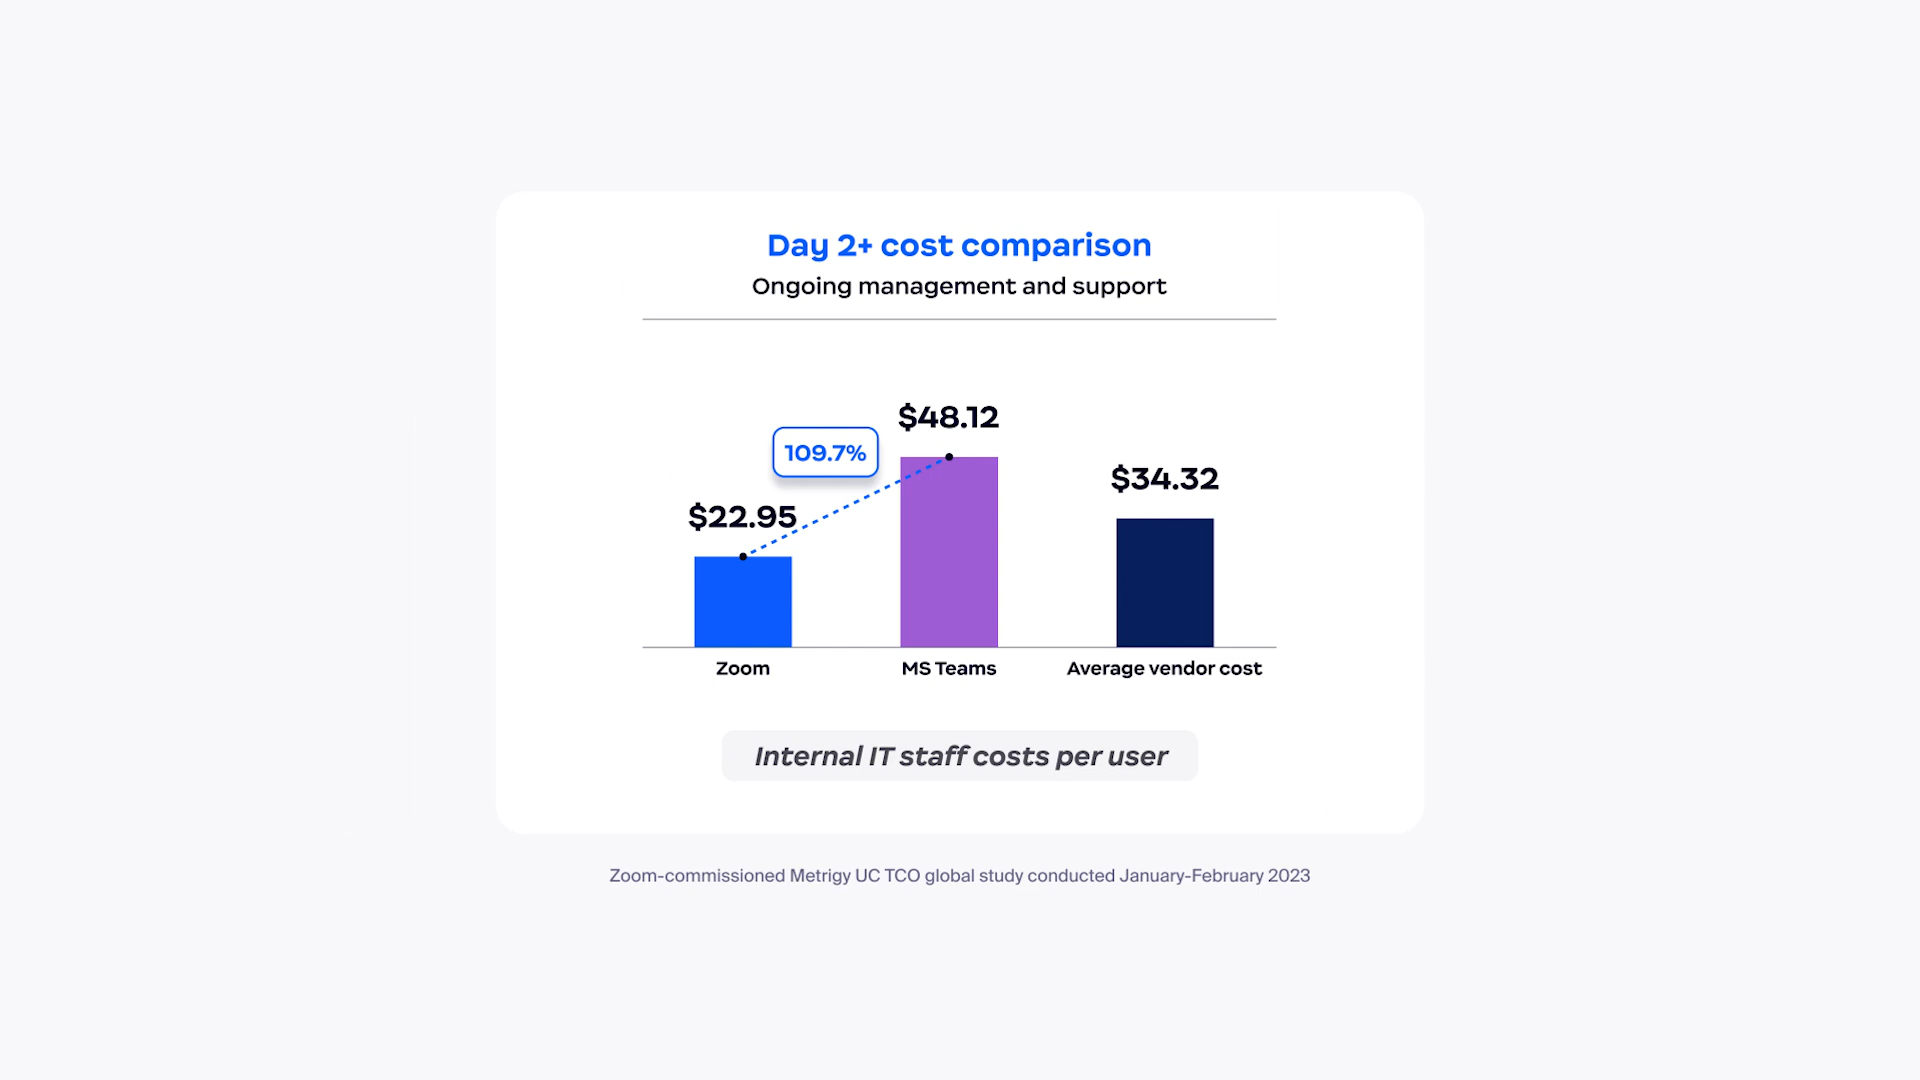 Day 2+ cost comparison
Ongoing management and support
$48.12
109.7%
$34.32
$22.95
Zoom
MS Teams
Average vendor cost
Internal IT staff costs per user
Zoom-commissioned Metrigy UC TCO global study conducted January-February 2023